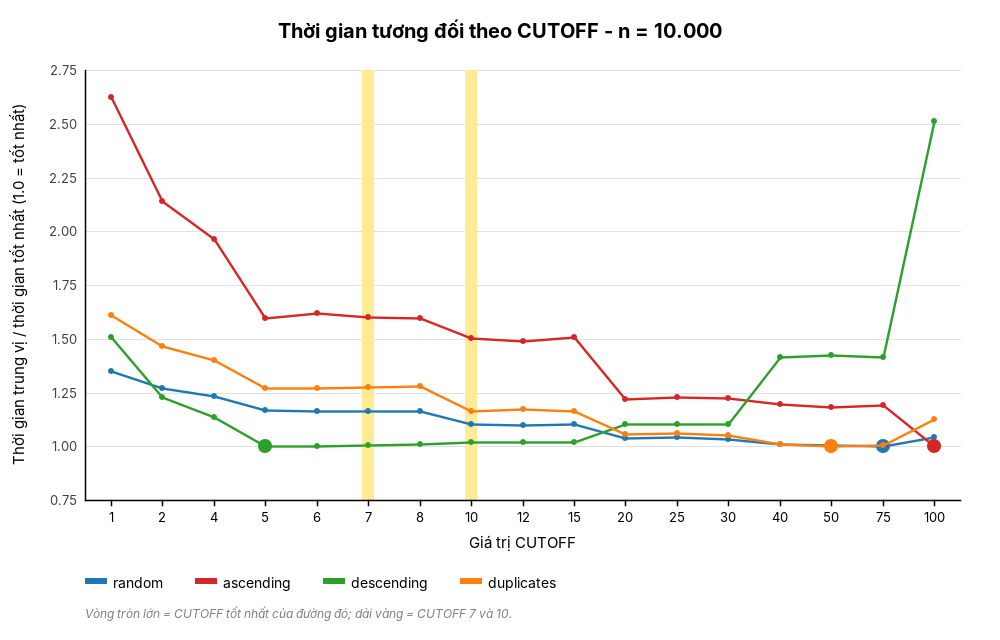 Thời gian tương đối theo CUTOFF - n = 10.000
Thời gian trung vị / thời gian tốt nhất (1.0 = tốt nhất)
2.75
2.50
2.25
2.00
1.75
1.50
1.25
1.00
0.75
1 2 4 5 6 7 8 10 12 15 20 25 30 40 50 75 100
Giá trị CUTOFF
random ascending descending duplicates
Vòng tròn lớn = CUTOFF tốt nhất của đường đó; dải vàng = CUTOFF 7 và 10.